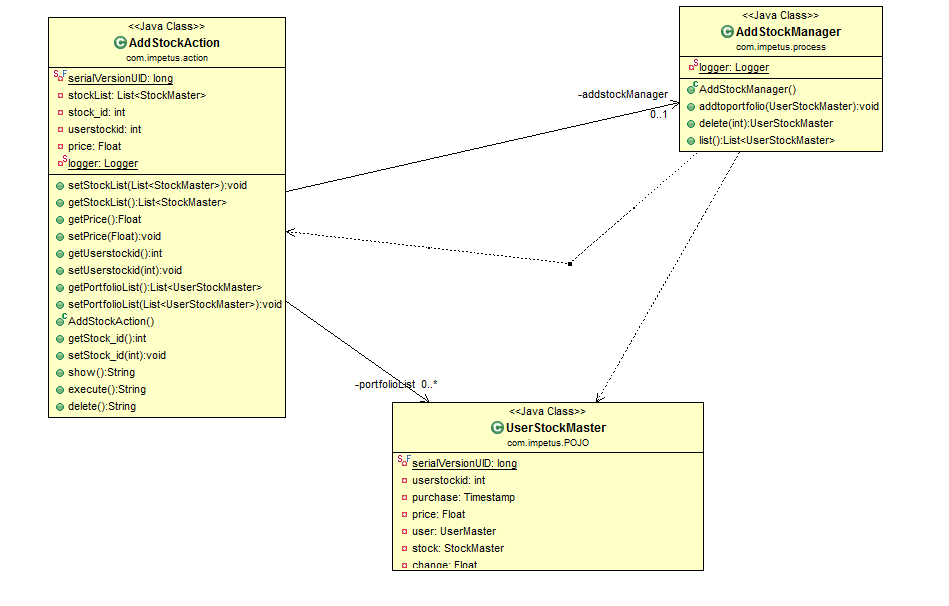 <<Java Class>>
AddStockAction
com.impetus.action
serialVersionUID: long
stockList: List<StockMaster>
stock_id: int
userstockid: int
price: Float
logger: Logger
setStockList(List<StockMaster>):void
getStockList():List<StockMaster>
getPrice():Float
setPrice(Float):void
getUserstockid():int
setUserstockid(int):void
getPortfolioList():List<UserStockMaster>
setPortfolioList(List<UserStockMaster>):void
AddStockAction()
getStock_id():int
setStock_id(int):void
show():String
execute():String
delete():String
-addstockManager
0..1
<<Java Class>>
AddStockManager
com.impetus.process
logger: Logger
AddStockManager()
addtoportfolio(UserStockMaster):void
delete(int):UserStockMaster
list():List<UserStockMaster>
-portfolioList 0..*
<<Java Class>>
UserStockMaster
com.impetus.POJO
serialVersionUID: long
userstockid: int
purchase: Timestamp
price: Float
user: UserMaster
stock: StockMaster
change: Float